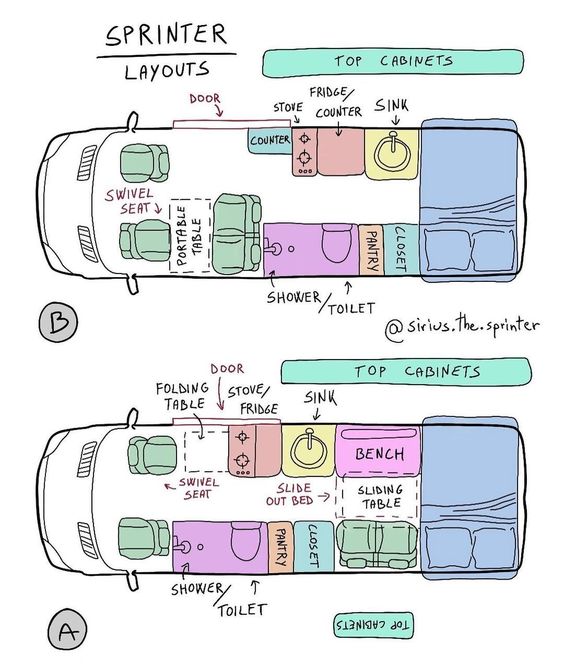 SPRINTER
LAYOUTS
TOP CABINETS
DOOR
STOVE
FRIDGE/
COUNTER
SINK
COUNTER
SWIVEL
SEAT
PORTABLE
TABLE
PANTRY
CLOSET
SHOWER/
TOILET
B
@sirius.the.sprinter
DOOR
TOP CABINETS
FOLDING
TABLE
STOVE/
FRIDGE
SINK
BENCH
SWIVEL
SEAT
SLIDE
OUT BED
SLIDING
TABLE
PANTRY
CLOSET
SHOWER/
TOILET
A
TOP CABINETS